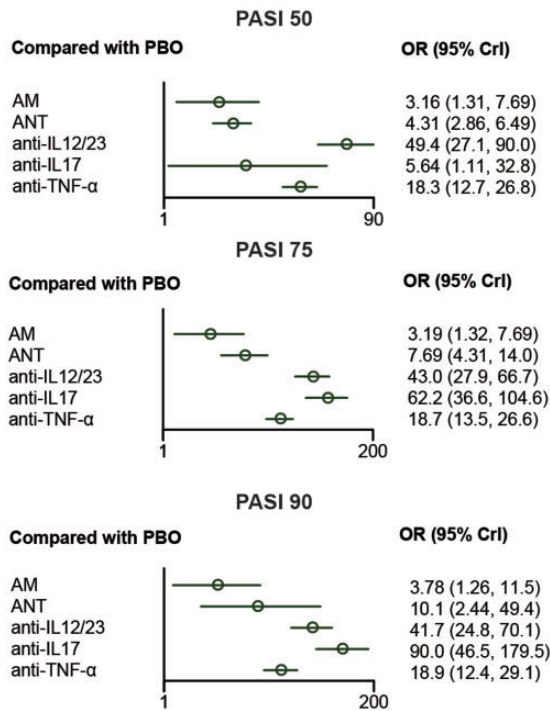 PASI 50
Compared with PBO OR (95% CrI)
AM 3.16 (1.31, 7.69)
ANT 4.31 (2.86, 6.49)
anti-IL12/23 49.4 (27.1, 90.0)
anti-IL17 5.64 (1.11, 32.8)
anti-TNF-α 18.3 (12.7, 26.8)
1 90
PASI 75
Compared with PBO OR (95% CrI)
AM 3.19 (1.32, 7.69)
ANT 7.69 (4.31, 14.0)
anti-IL12/23 43.0 (27.9, 66.7)
anti-IL17 62.2 (36.6, 104.6)
anti-TNF-α 18.7 (13.5, 26.6)
1 200
PASI 90
Compared with PBO OR (95% CrI)
AM 3.78 (1.26, 11.5)
ANT 10.1 (2.44, 49.4)
anti-IL12/23 41.7 (24.8, 70.1)
anti-IL17 90.0 (46.5, 179.5)
anti-TNF-α 18.9 (12.4, 29.1)
1 200